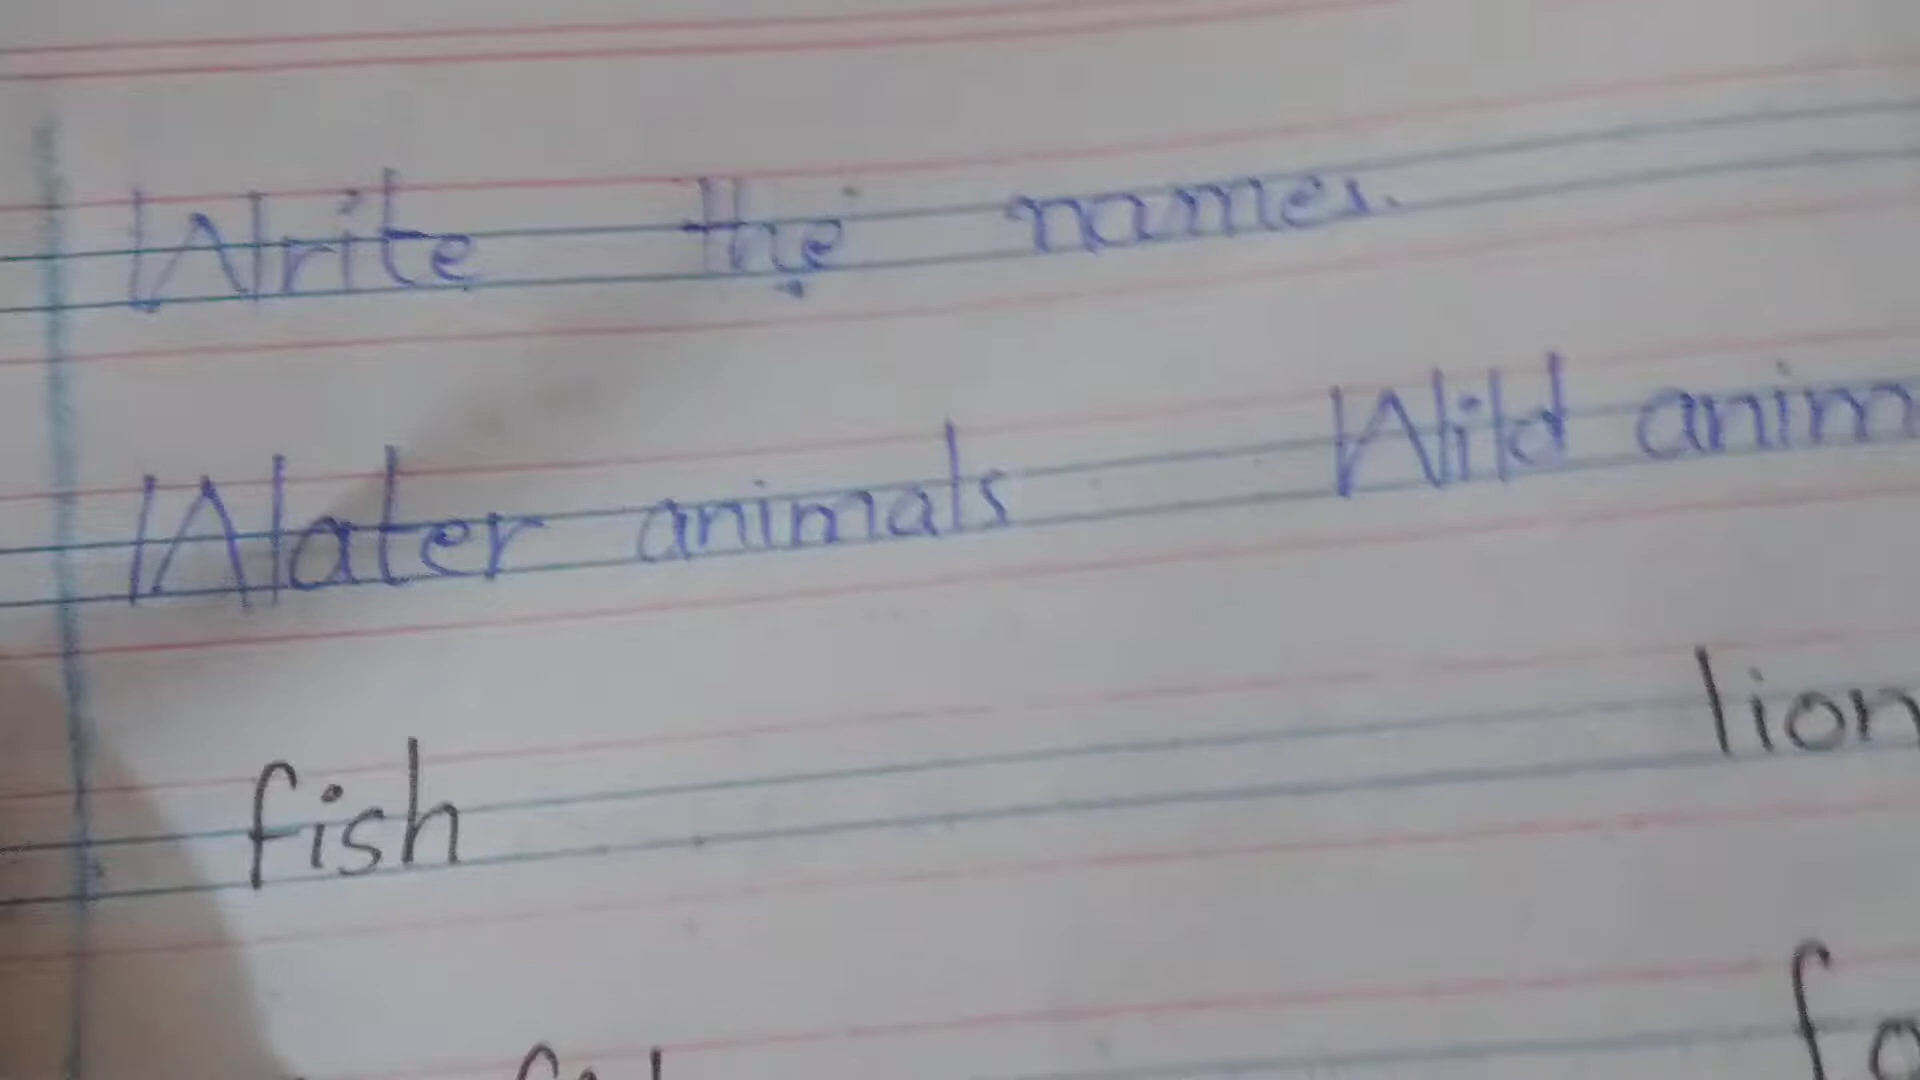 Write the names.
Water animals Wild anim
fish lion